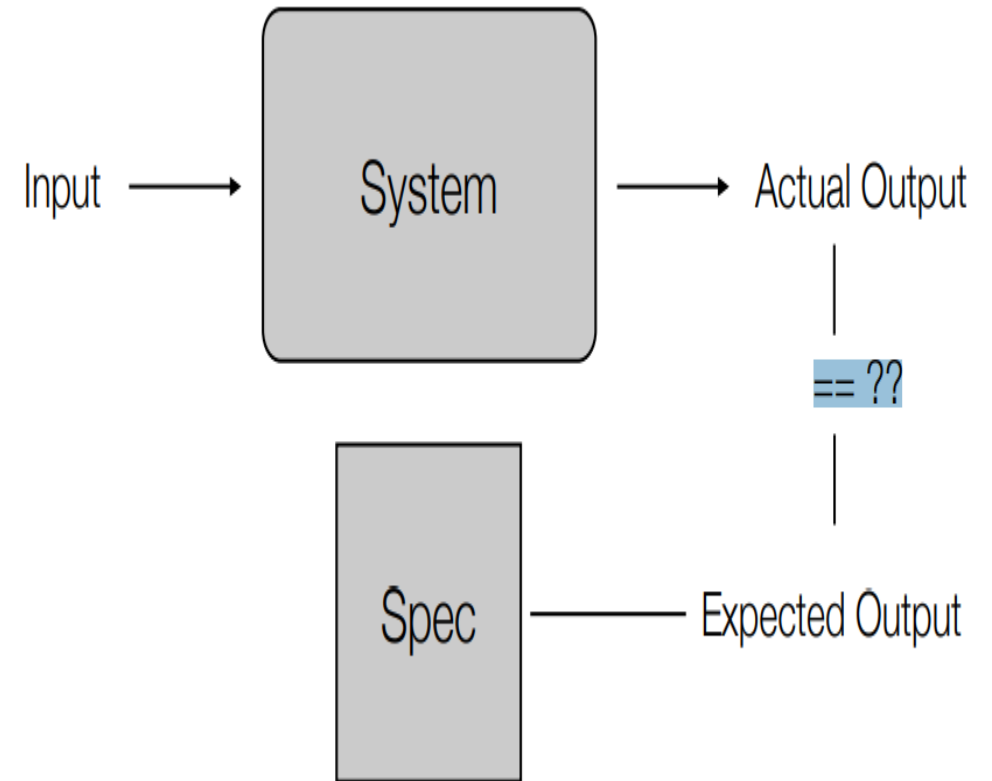 Input
System
Actual Output
== ??
Spec
Expected Output